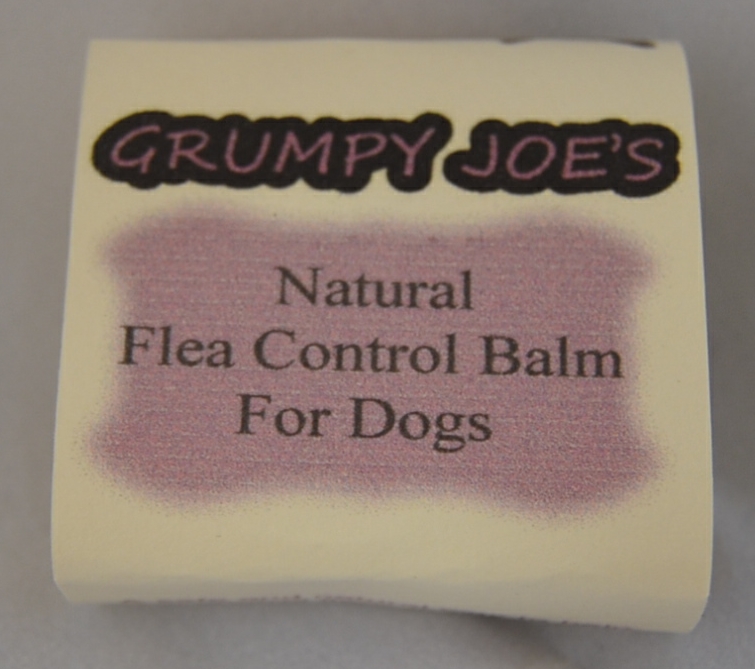 GRUMPY JOE'S
Natural
Flea Control Balm
For Dogs